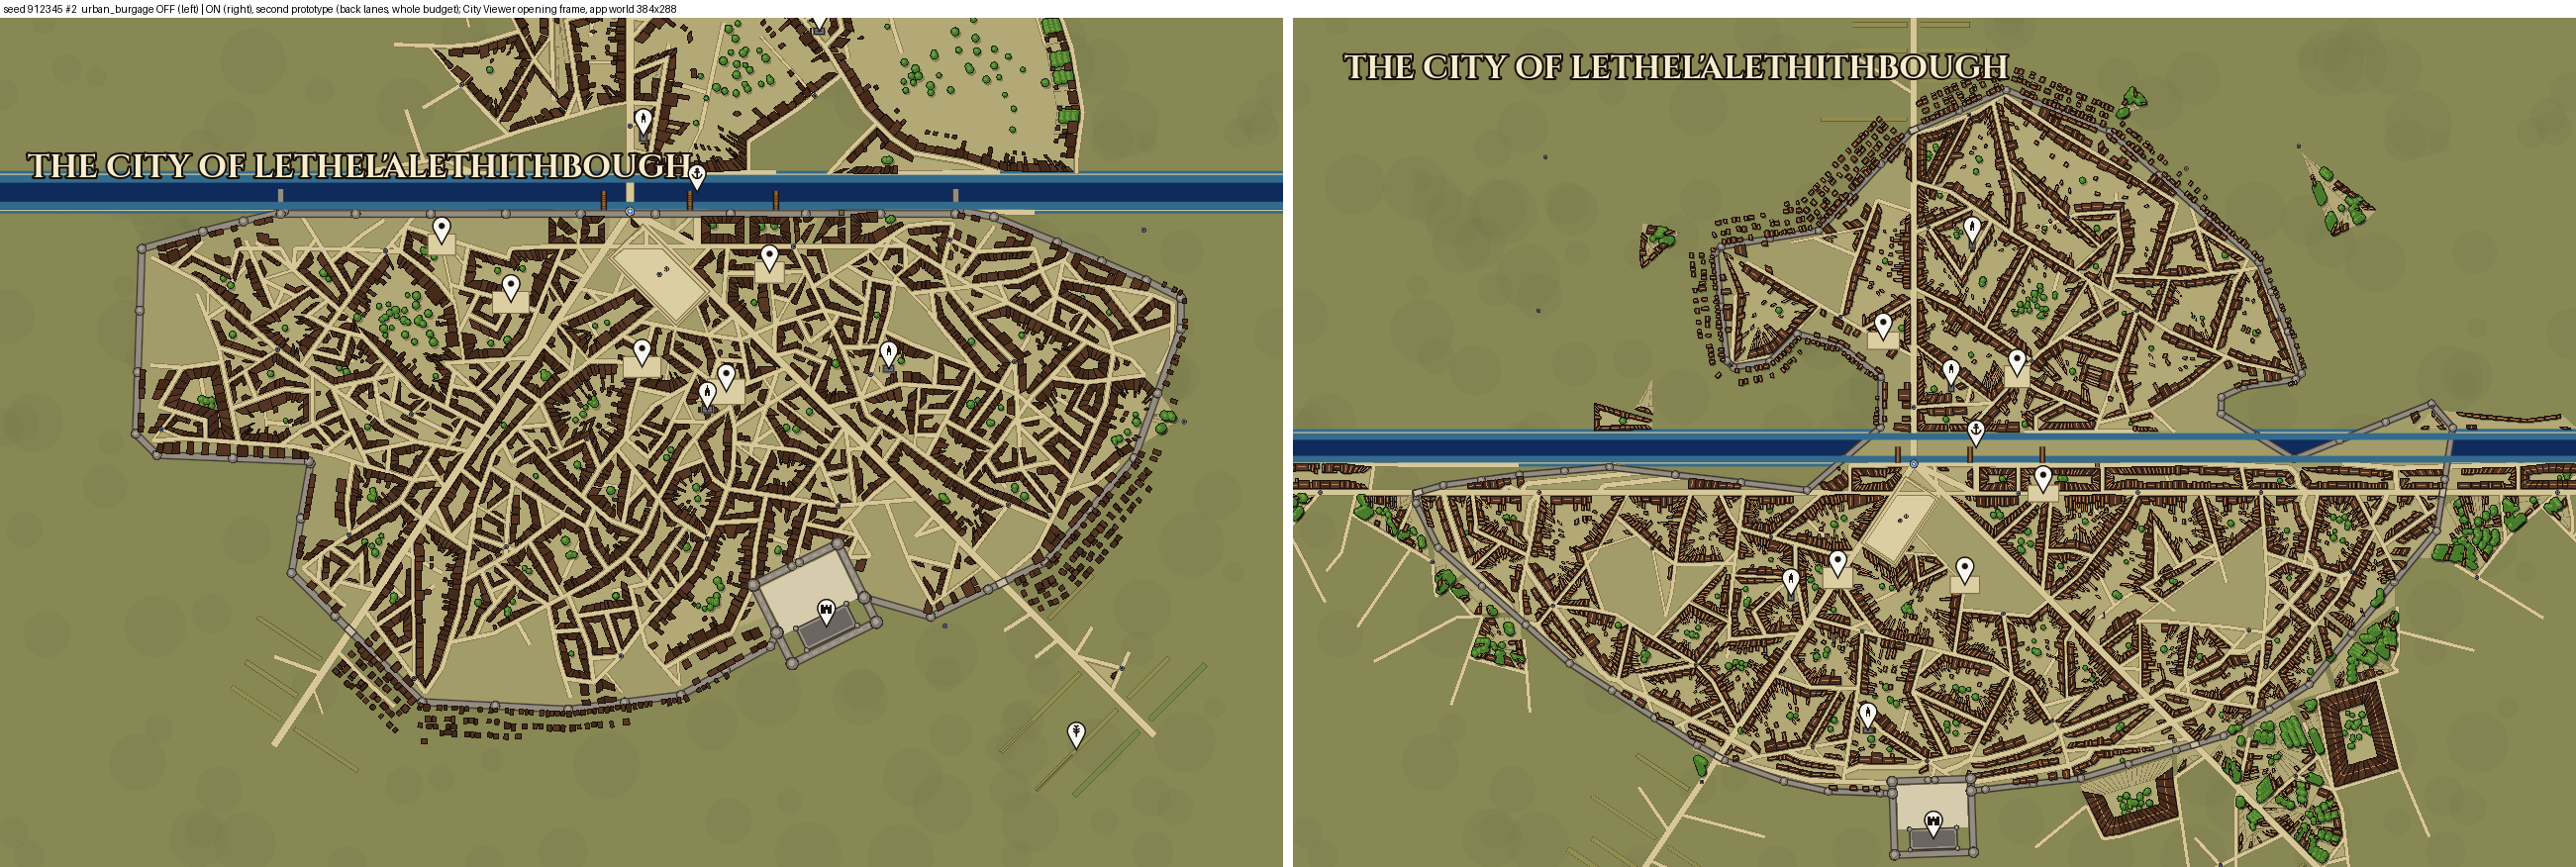 seed 912345 #2 urban_burgage OFF (left) | ON (right), second prototype (back lanes, whole budget); City Viewer opening frame, app world 384x288
THE CITY OF LETHEL'ALETHITHBOUGH
THE CITY OF LETHEL'ALETHITHBOUGH